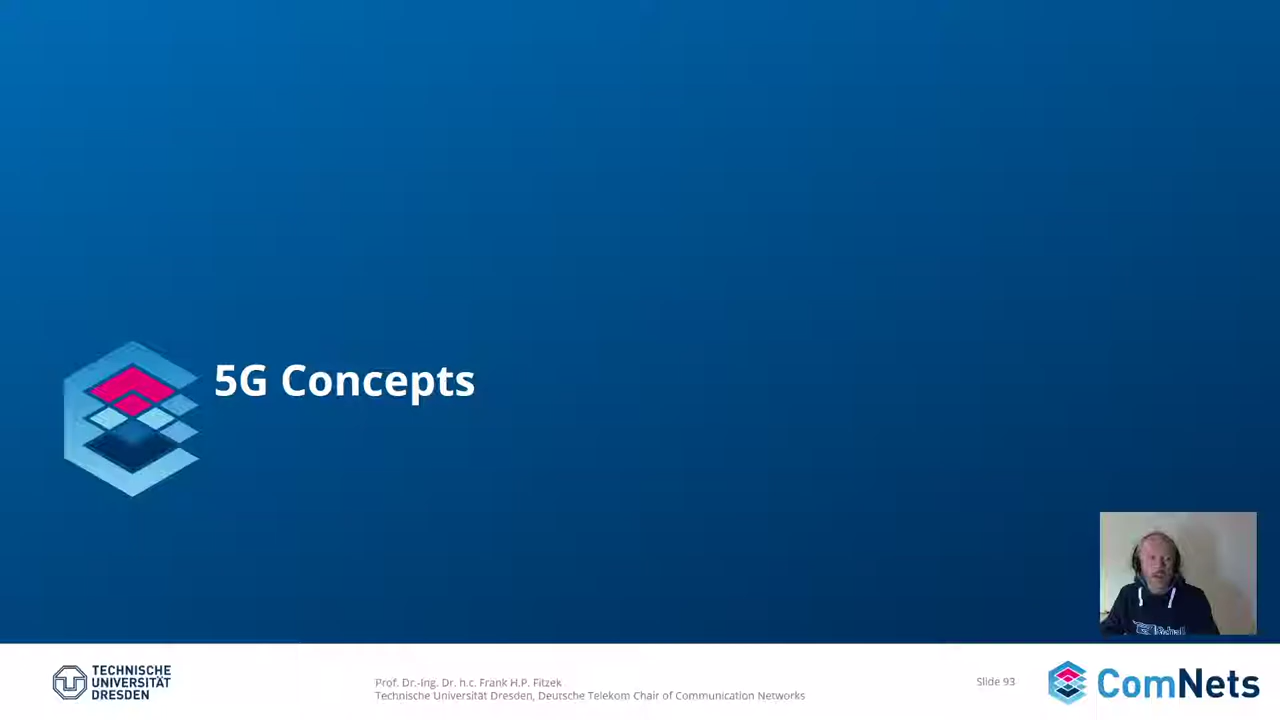 5G Concepts
TECHNISCHE
UNIVERSITÄT
DRESDEN
Prof. Dr.-Ing. Dr. h.c. Frank H.P. Fitzek
Technische Universität Dresden, Deutsche Telekom Chair of Communication Networks
Slide 93
ComNets